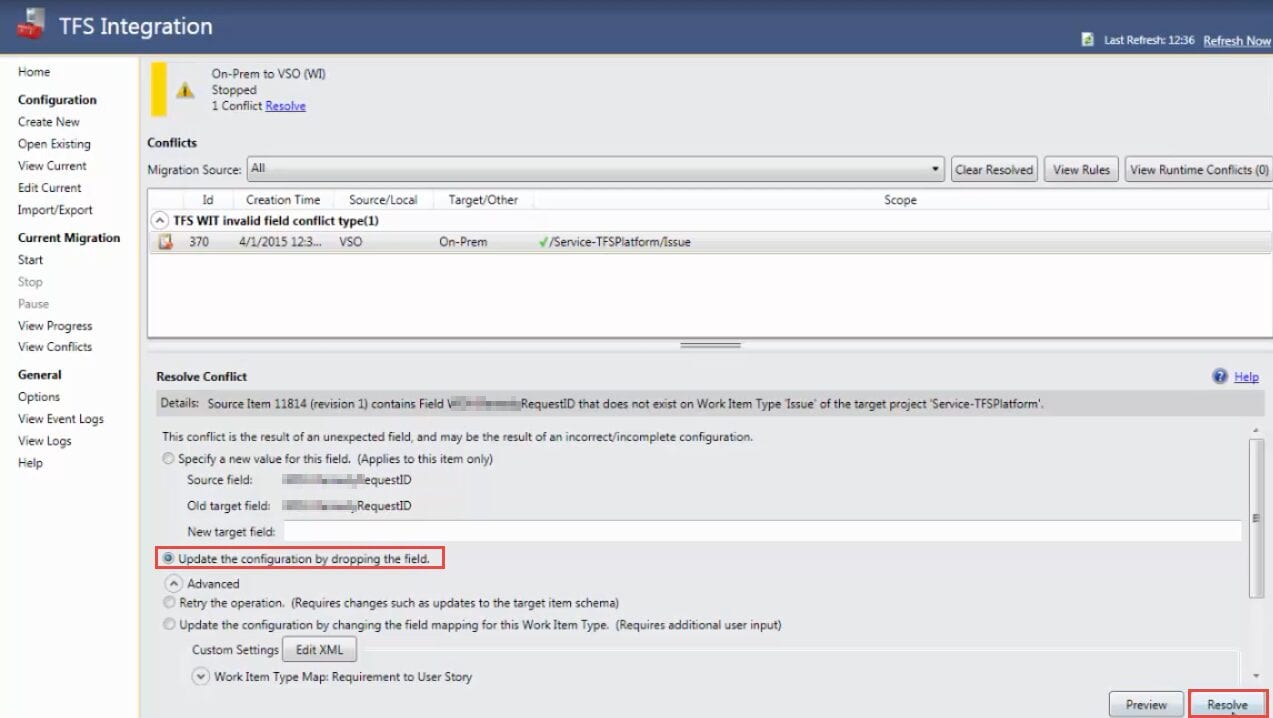 TFS Integration
Last Refresh: 12:36 Refresh Now
Home
Configuration
Create New
Open Existing
View Current
Edit Current
Import/Export
Current Migration
Start
Stop
Pause
View Progress
View Conflicts
General
Options
View Event Logs
View Logs
Help
On-Prem to VSO (WI)
Stopped
1 Conflict Resolve
Conflicts
Migration Source: All Clear Resolved View Rules View Runtime Conflicts (0)
Id Creation Time Source/Local Target/Other Scope
TFS WIT invalid field conflict type(1)
370 4/1/2015 12:3... VSO On-Prem /Service-TFSPlatform/Issue
Resolve Conflict Help
Details: Source Item 11814 (revision 1) contains Field RequestID that does not exist on Work Item Type 'Issue' of the target project 'Service-TFSPlatform'.
This conflict is the result of an unexpected field, and may be the result of an incorrect/incomplete configuration.
Specify a new value for this field. (Applies to this item only)
Source field: RequestID
Old target field: RequestID
New target field:
Update the configuration by dropping the field.
Advanced
Retry the operation. (Requires changes such as updates to the target item schema)
Update the configuration by changing the field mapping for this Work Item Type. (Requires additional user input)
Custom Settings Edit XML
Work Item Type Map: Requirement to User Story
Preview Resolve